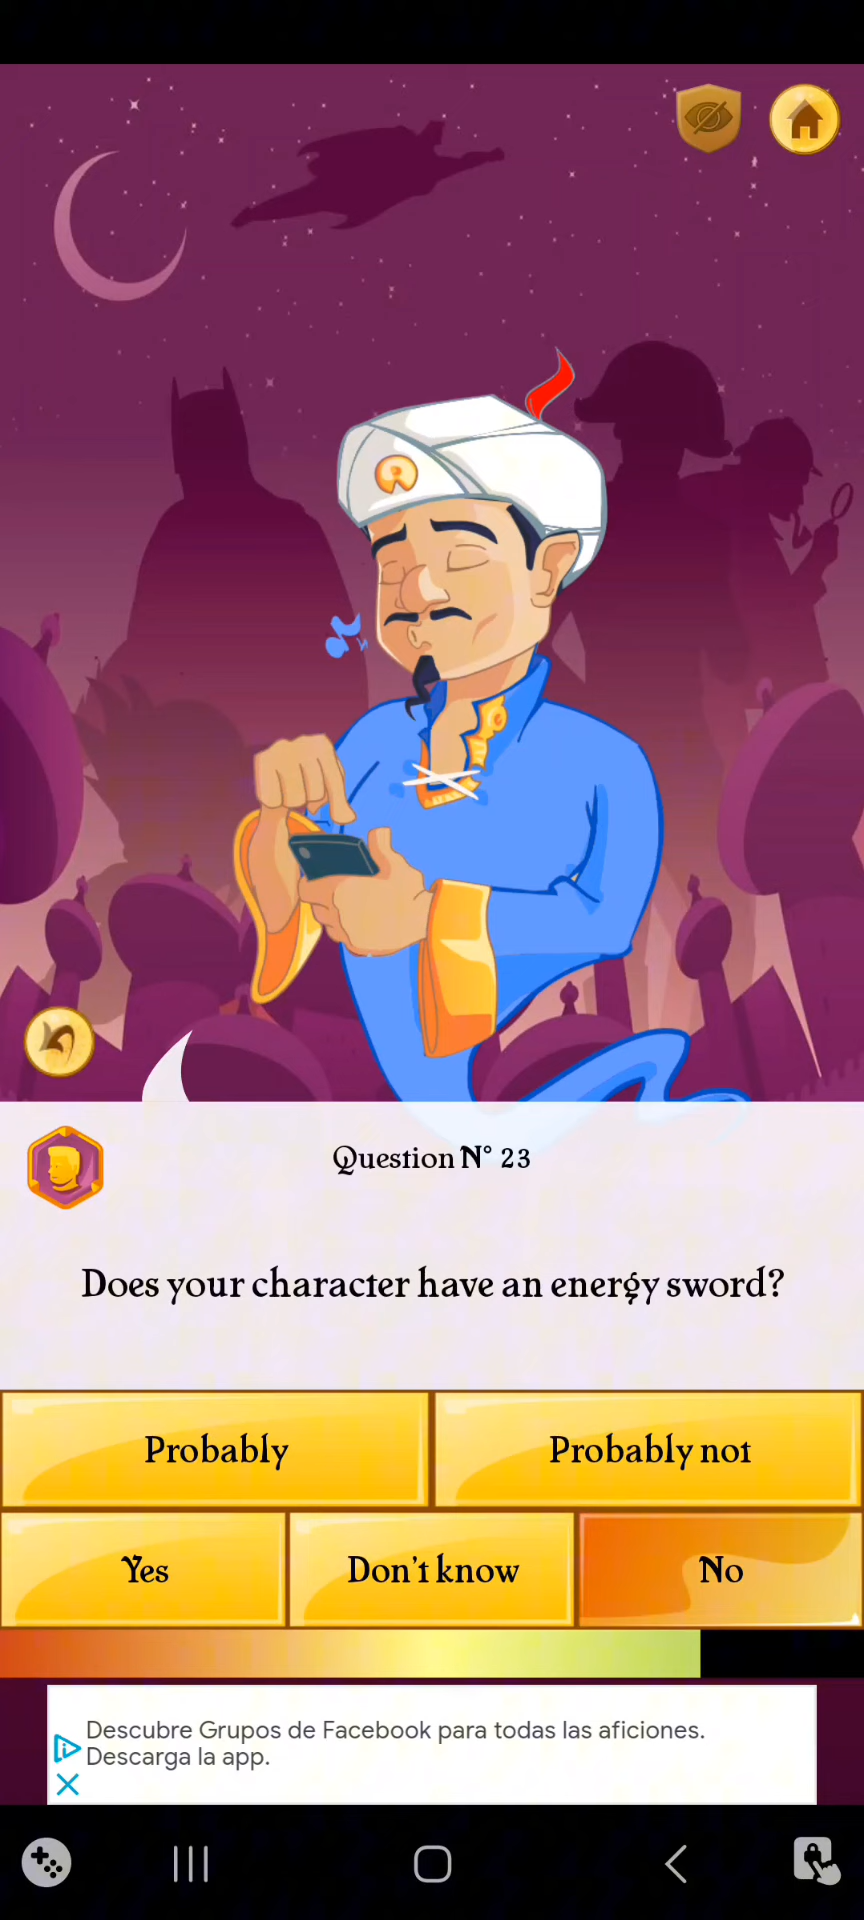 Question N° 23
Does your character have an energy sword?
Probably
Probably not
Yes
Don't know
No
Descubre Grupos de Facebook para todas las aficiones.
Descarga la app.